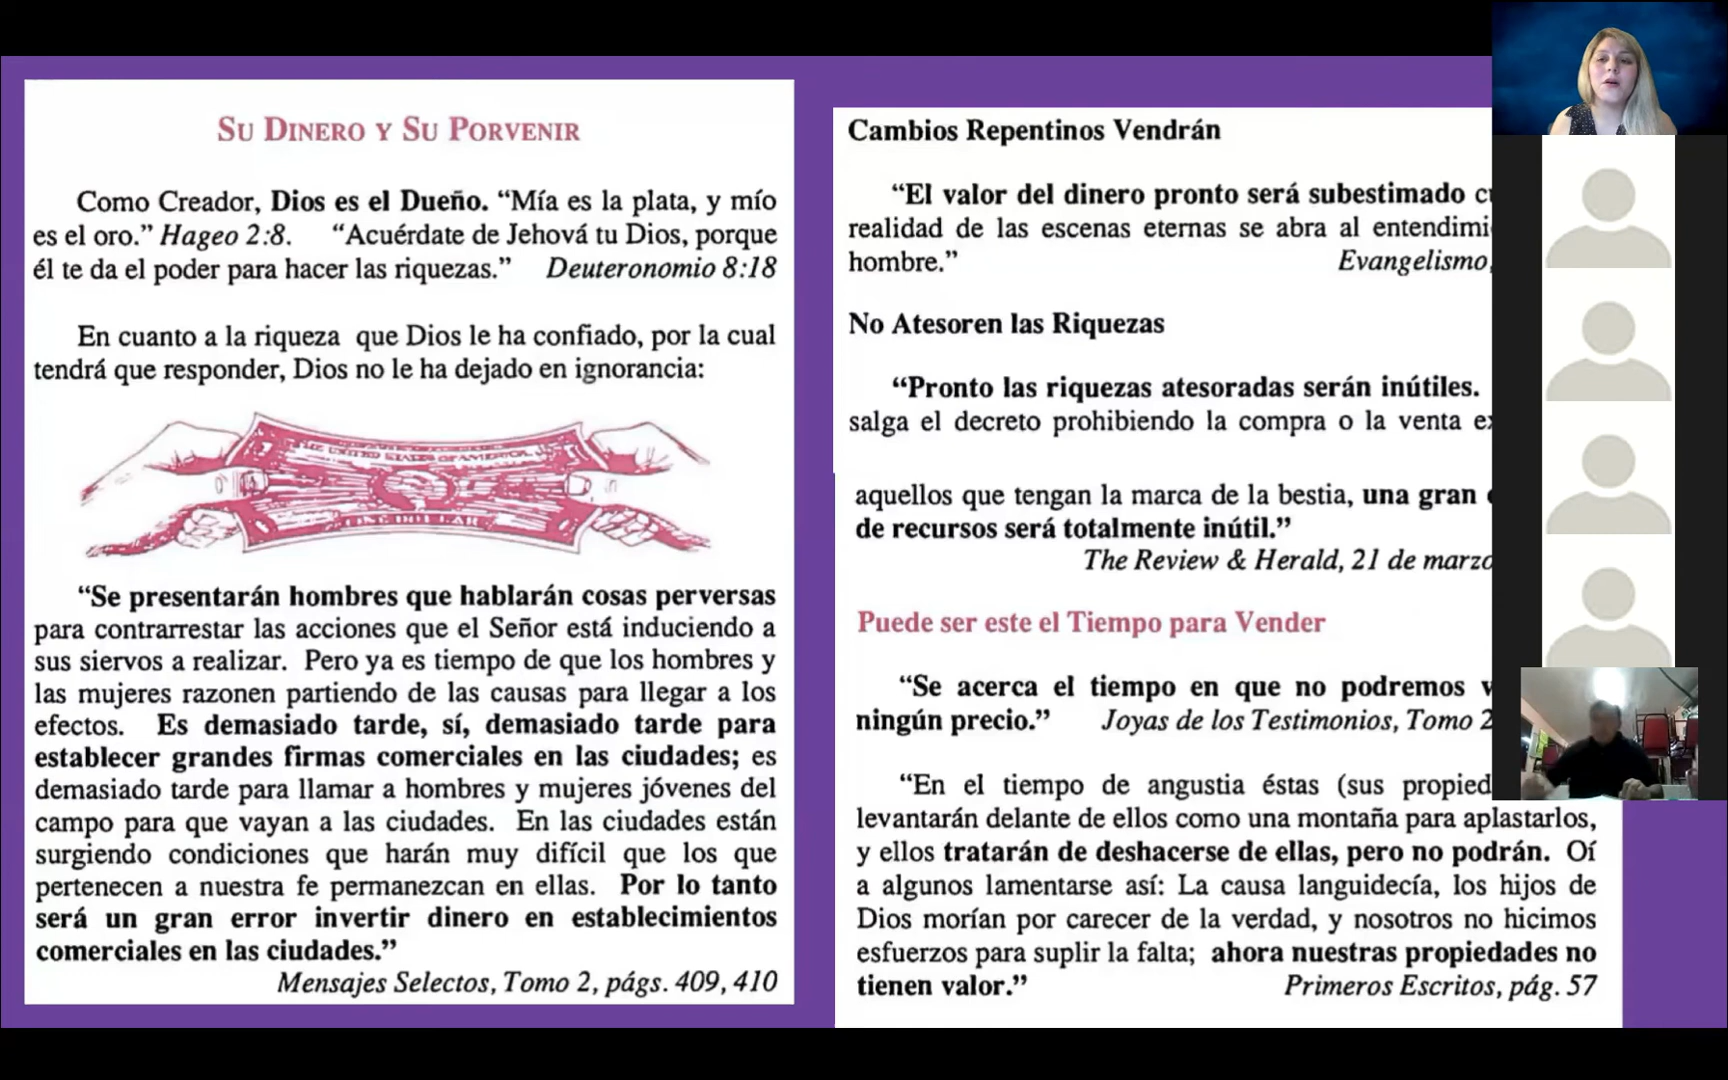 SU DINERO Y SU PORVENIR
Como Creador, Dios es el Dueño. “Mía es la plata, y mío
es el oro.” Hageo 2:8. “Acuérdate de Jehová tu Dios, porque
él te da el poder para hacer las riquezas.” Deuteronomio 8:18
En cuanto a la riqueza que Dios le ha confiado, por la cual
tendrá que responder, Dios no le ha dejado en ignorancia:
THE UNITED STATES OF AMERICA
ONE DOLLAR
“Se presentarán hombres que hablarán cosas perversas
para contrarrestar las acciones que el Señor está induciendo a
sus siervos a realizar. Pero ya es tiempo de que los hombres y
las mujeres razonen partiendo de las causas para llegar a los
efectos. Es demasiado tarde, sí, demasiado tarde para
establecer grandes firmas comerciales en las ciudades; es
demasiado tarde para llamar a hombres y mujeres jóvenes del
campo para que vayan a las ciudades. En las ciudades están
surgiendo condiciones que harán muy difícil que los que
pertenecen a nuestra fe permanezcan en ellas. Por lo tanto
será un gran error invertir dinero en establecimientos
comerciales en las ciudades.”
Mensajes Selectos, Tomo 2, págs. 409, 410
Cambios Repentinos Vendrán
“El valor del dinero pronto será subestimado
realidad de las escenas eternas se abra al entendimi
hombre.” Evangelismo,
No Atesoren las Riquezas
“Pronto las riquezas atesoradas serán inútiles.
salga el decreto prohibiendo la compra o la venta
aquellos que tengan la marca de la bestia, una gran
de recursos será totalmente inútil.”
The Review & Herald, 21 de marzo
Puede ser este el Tiempo para Vender
“Se acerca el tiempo en que no podremos
ningún precio.” Joyas de los Testimonios, Tomo 2
“En el tiempo de angustia éstas (sus propied
levantarán delante de ellos como una montaña para aplastarlos,
y ellos tratarán de deshacerse de ellas, pero no podrán. Oí
a algunos lamentarse así: La causa languidecía, los hijos de
Dios morían por carecer de la verdad, y nosotros no hicimos
esfuerzos para suplir la falta; ahora nuestras propiedades no
tienen valor.” Primeros Escritos, pág. 57